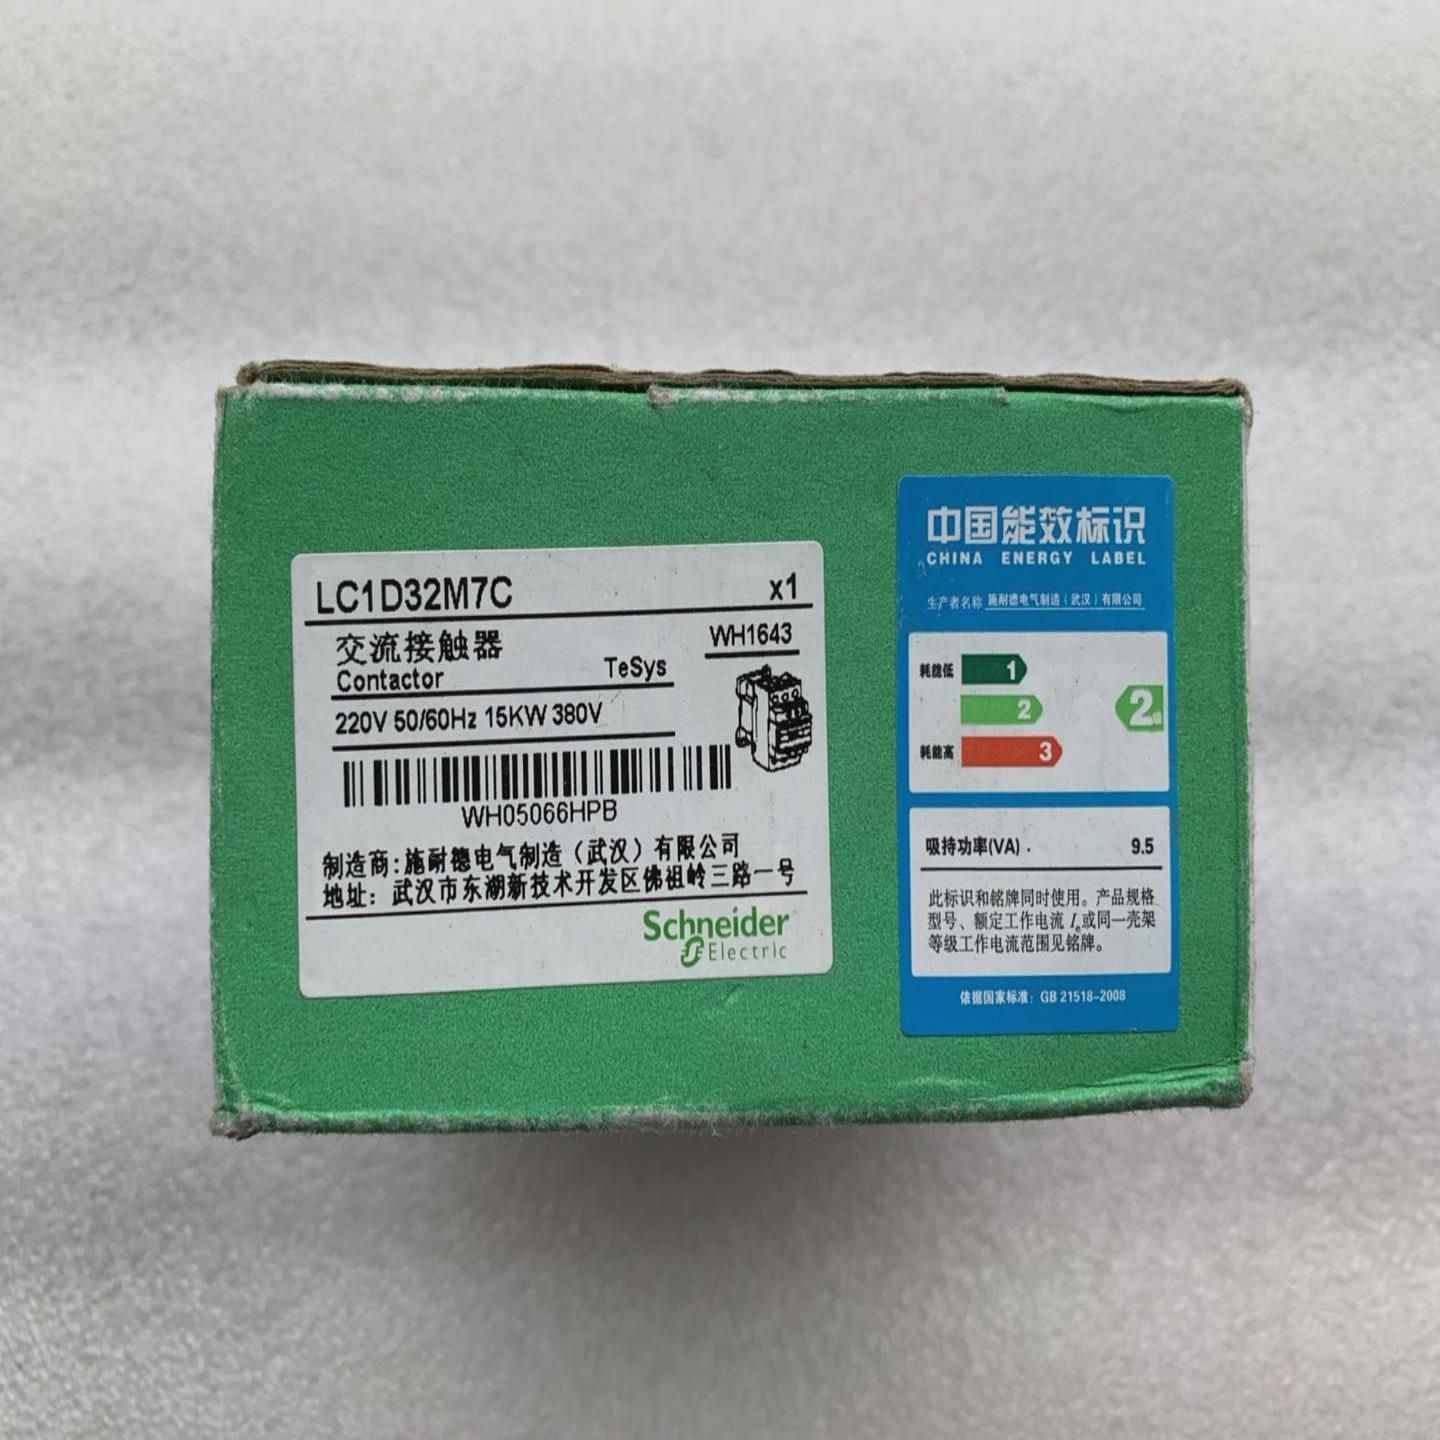 LC1D32M7C x1
交流接触器 WH1643
Contactor TeSys
220V 50/60Hz 15KW 380V
WH05066HPB
制造商:施耐德电气制造（武汉）有限公司
地址：武汉市东湖新技术开发区佛祖岭三路一号
Schneider
Electric
中国能效标识
CHINA ENERGY LABEL
生产者名称 施耐德电气制造（武汉）有限公司
耗能低 1
2
2级
耗能高 3
吸持功率(VA). 9.5
此标识和铭牌同时使用。产品规格
型号、额定工作电流 Ie或同一壳架
等级工作电流范围见铭牌。
依据国家标准：GB 21518-2008